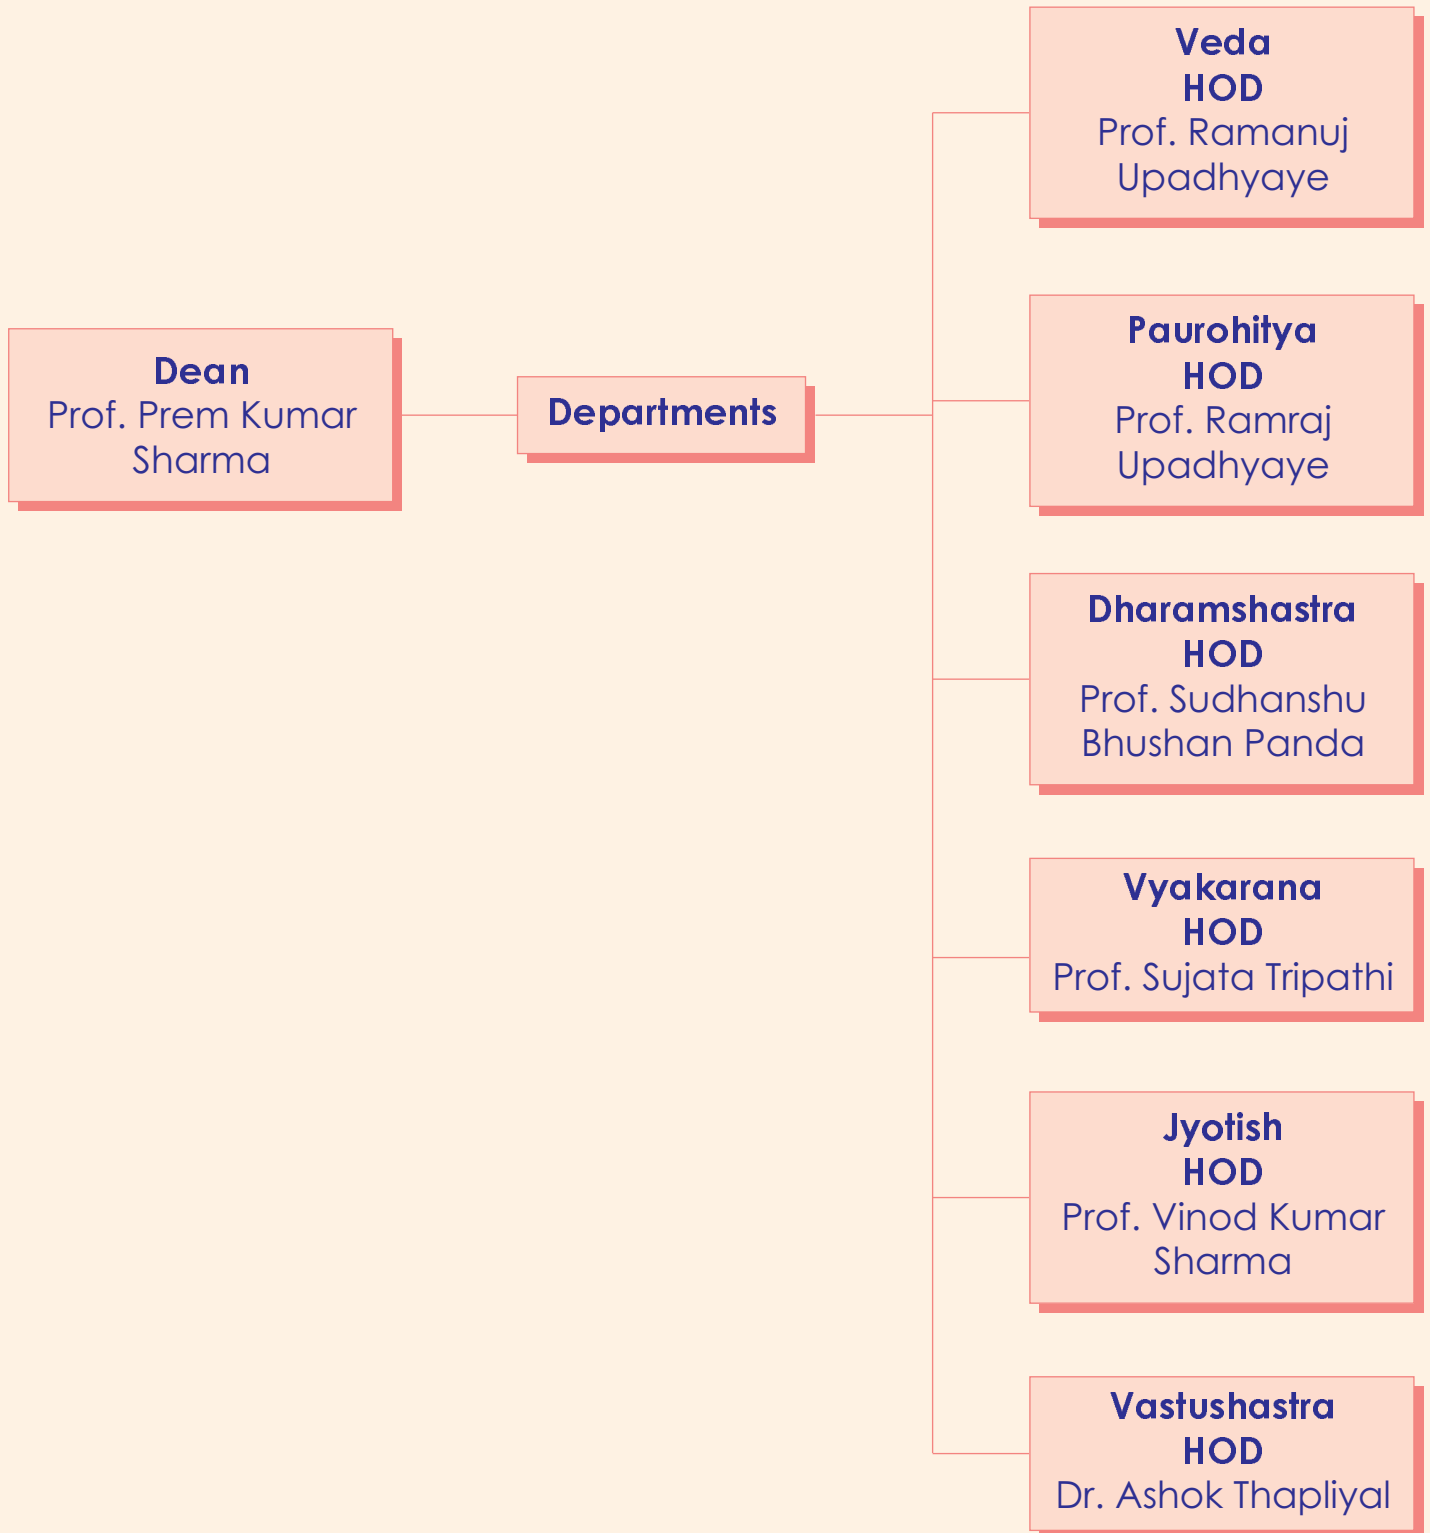 Dean
Prof. Prem Kumar
Sharma
Departments
Veda
HOD
Prof. Ramanuj
Upadhyaye
Paurohitya
HOD
Prof. Ramraj
Upadhyaye
Dharamshastra
HOD
Prof. Sudhanshu
Bhushan Panda
Vyakarana
HOD
Prof. Sujata Tripathi
Jyotish
HOD
Prof. Vinod Kumar
Sharma
Vastushastra
HOD
Dr. Ashok Thapliyal